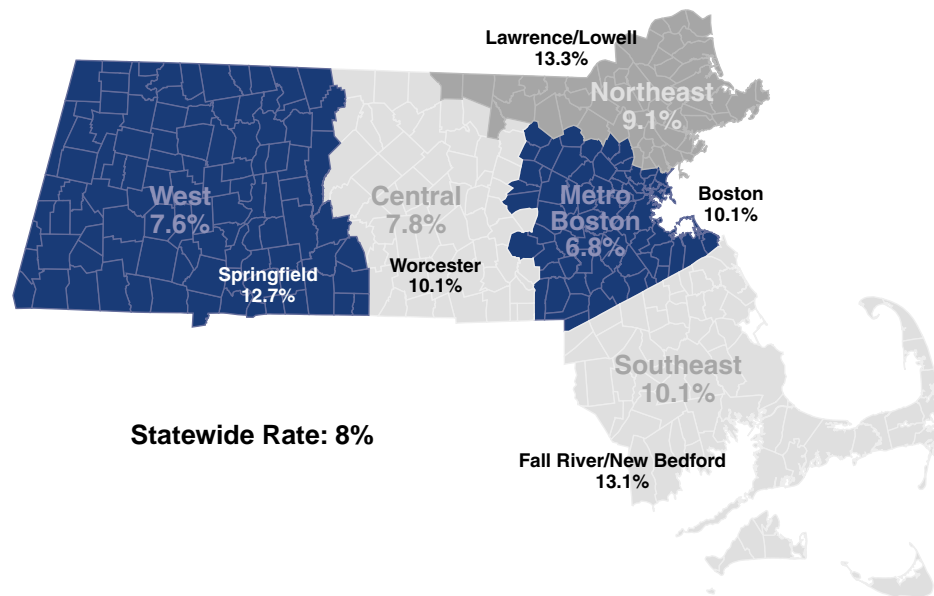 Lawrence/Lowell
13.3%
Northeast
9.1%
West
7.6%
Central
7.8%
Metro
Boston
6.8%
Boston
10.1%
Springfield
12.7%
Worcester
10.1%
Southeast
10.1%
Statewide Rate: 8%
Fall River/New Bedford
13.1%